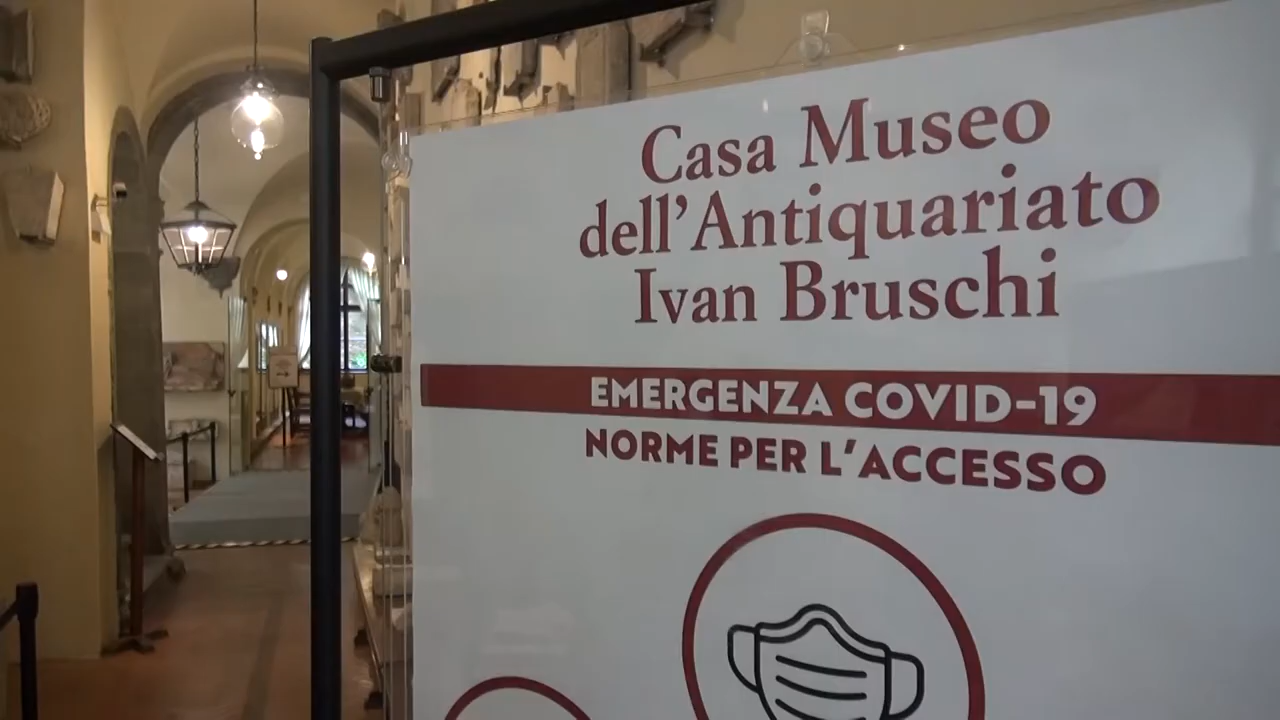 Casa Museo
dell'Antiquariato
Ivan Bruschi
EMERGENZA COVID-19
NORME PER L'ACCESSO